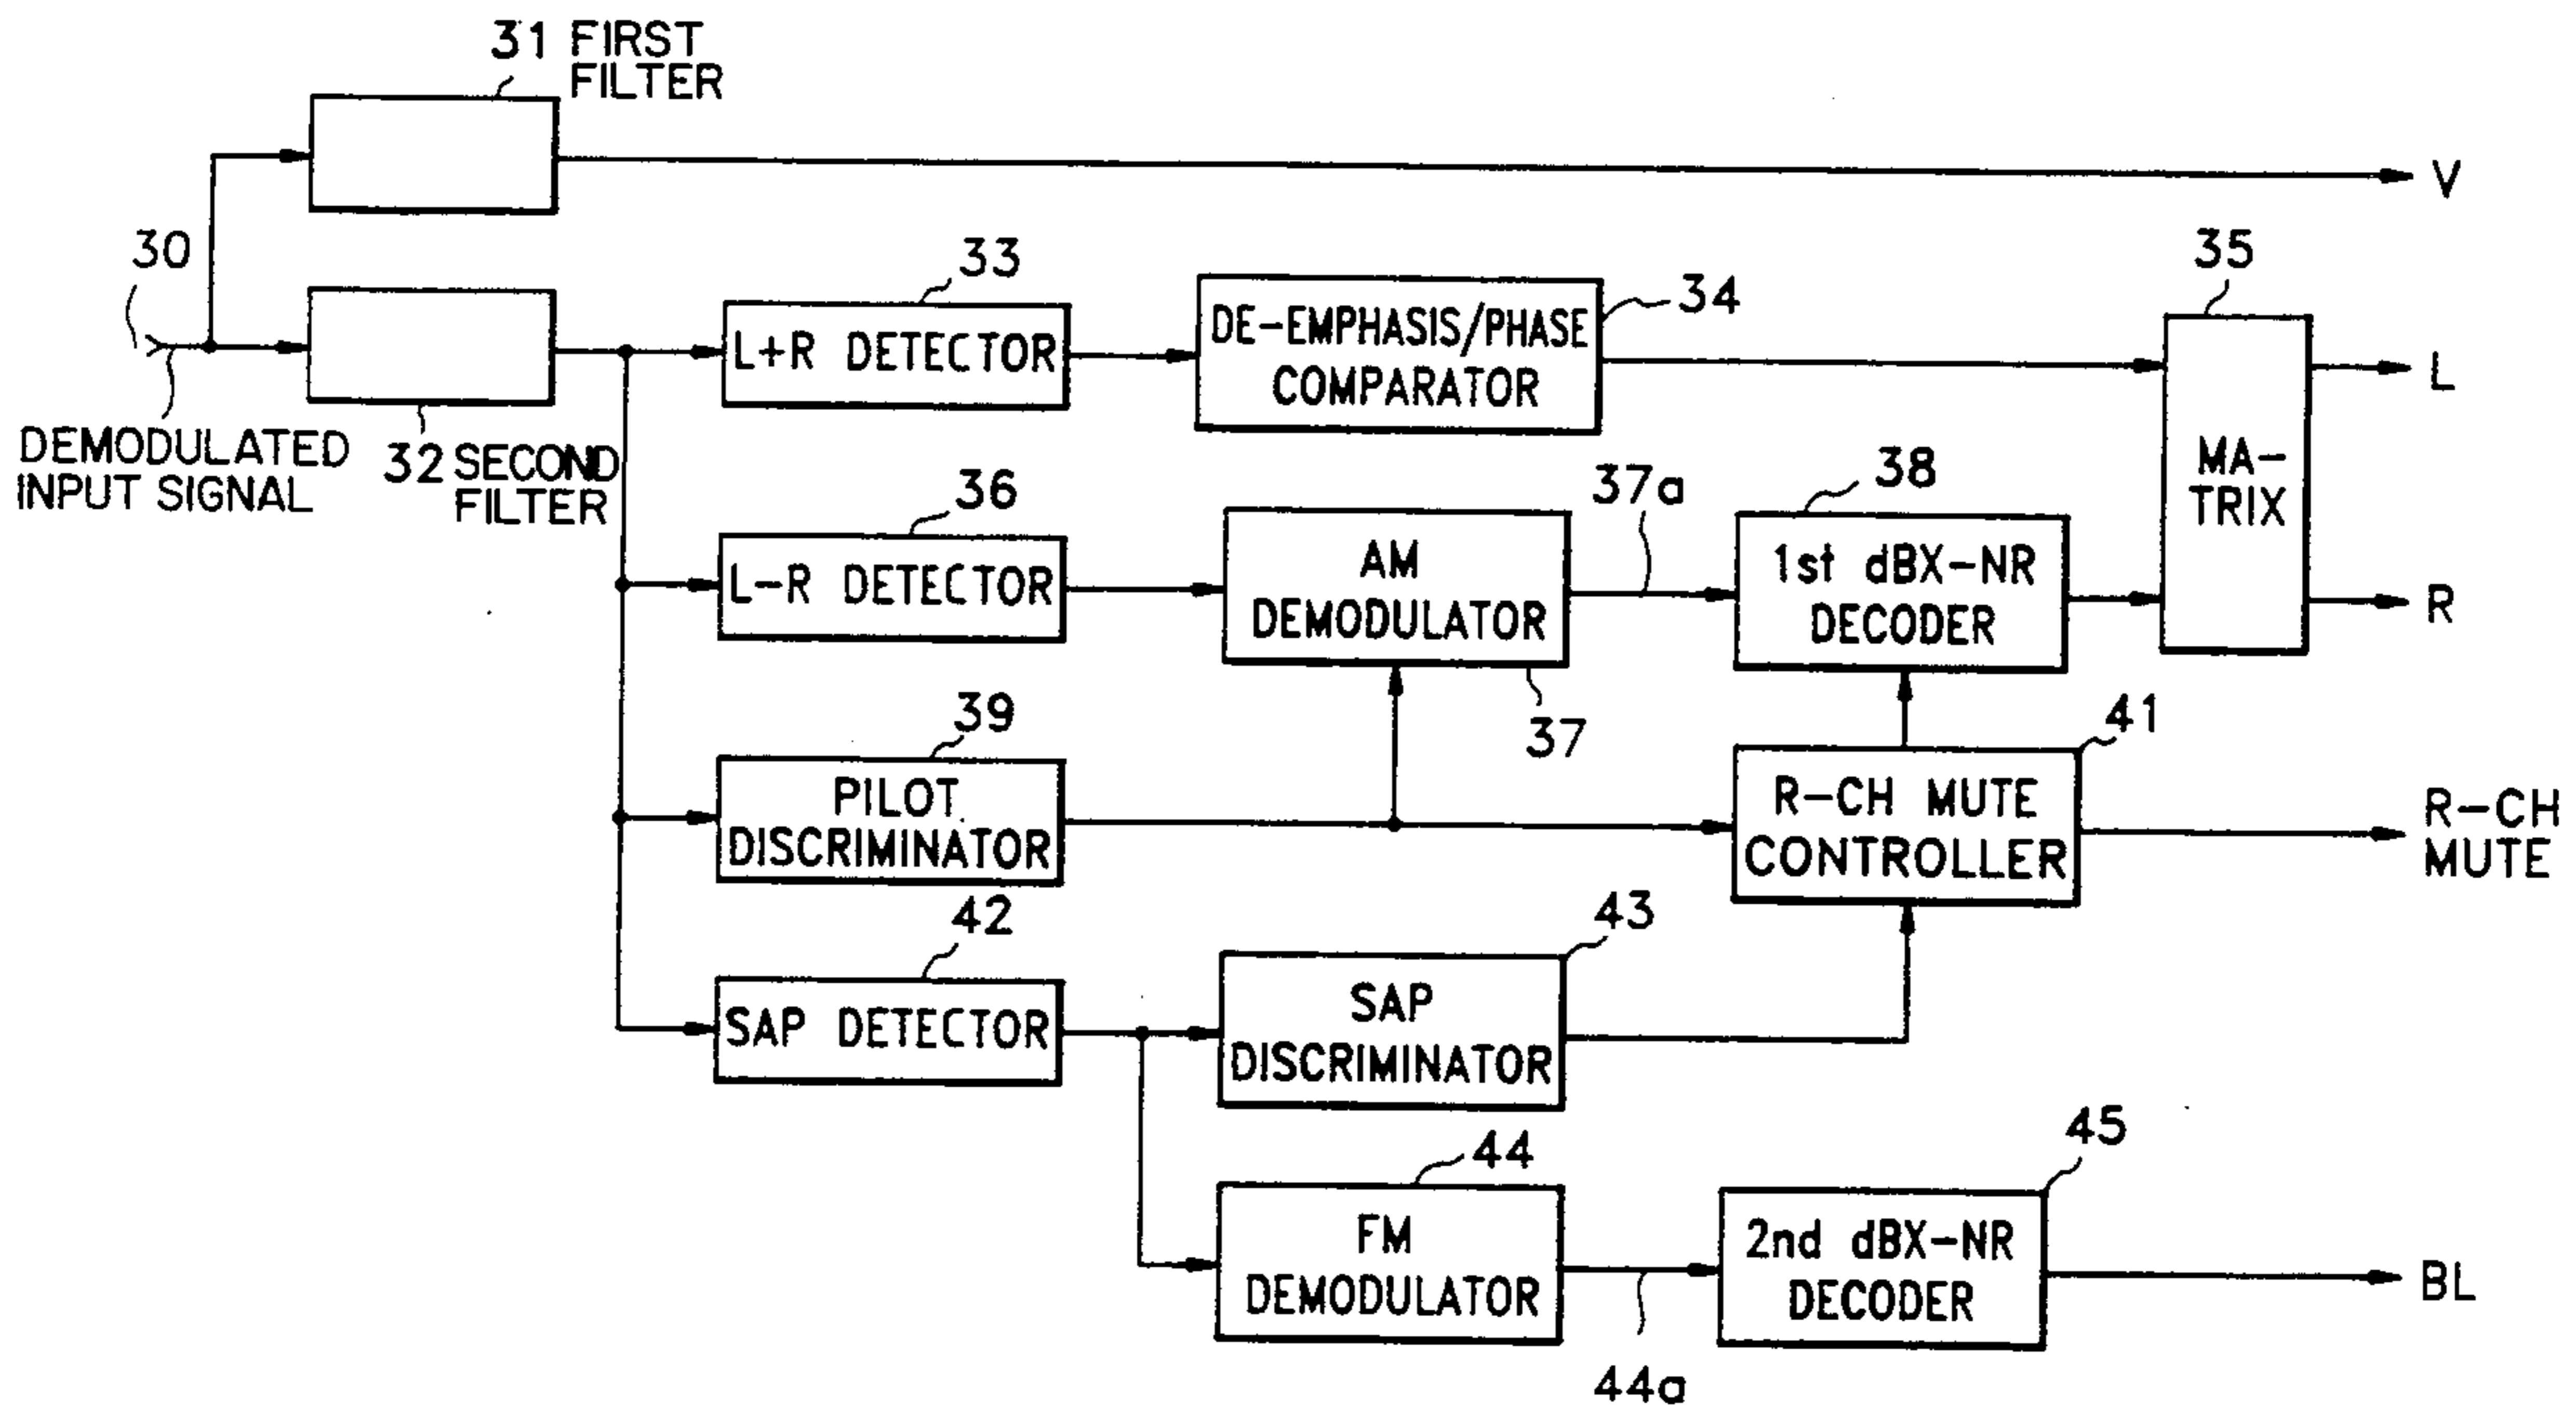 31 FIRST
FILTER
V
30
33
34
35
L+R DETECTOR
DE-EMPHASIS/PHASE
COMPARATOR
L
DEMODULATED
INPUT SIGNAL
32 SECOND
FILTER
MA-
TRIX
36
37a
38
L-R DETECTOR
AM
DEMODULATOR
1st dBX-NR
DECODER
R
37
39
41
PILOT
DISCRIMINATOR
R-CH MUTE
CONTROLLER
R-CH
MUTE
42
43
SAP DETECTOR
SAP
DISCRIMINATOR
44
45
FM
DEMODULATOR
2nd dBX-NR
DECODER
BL
44a